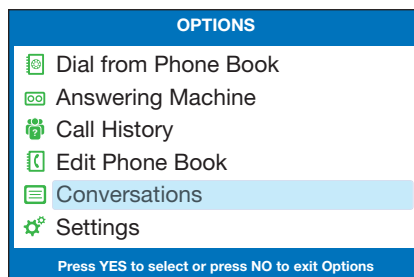 OPTIONS
Dial from Phone Book
Answering Machine
Call History
Edit Phone Book
Conversations
Settings
Press YES to select or press NO to exit Options